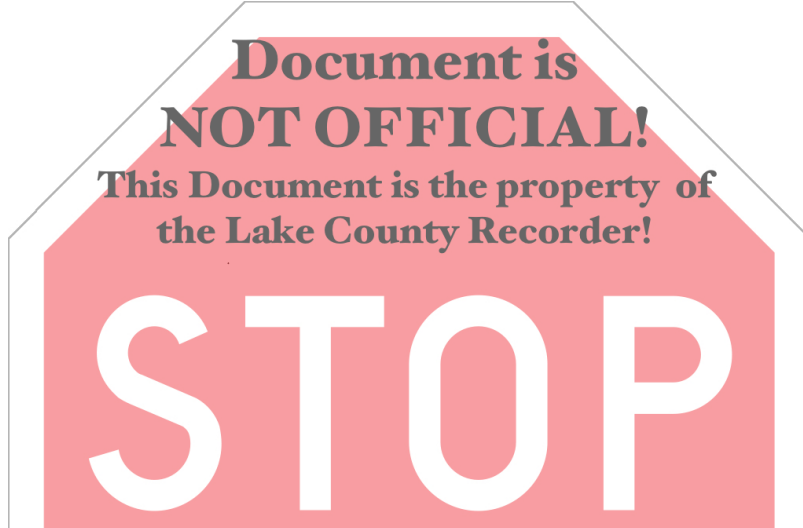 Document is
NOT OFFICIAL!
This Document is the property of
the Lake County Recorder!
STOP